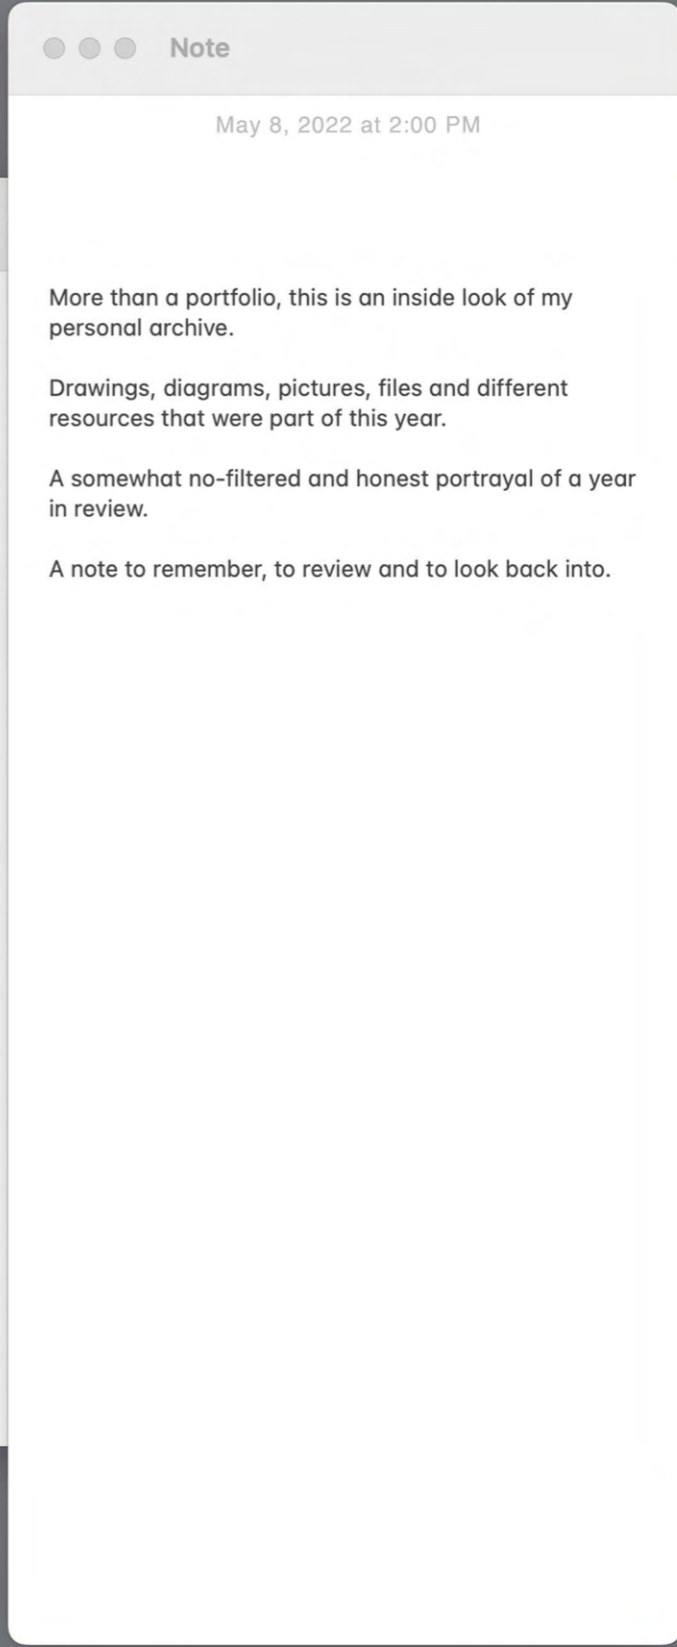 Note
May 8, 2022 at 2:00 PM
More than a portfolio, this is an inside look of my
personal archive.
Drawings, diagrams, pictures, files and different
resources that were part of this year.
A somewhat no-filtered and honest portrayal of a year
in review.
A note to remember, to review and to look back into.